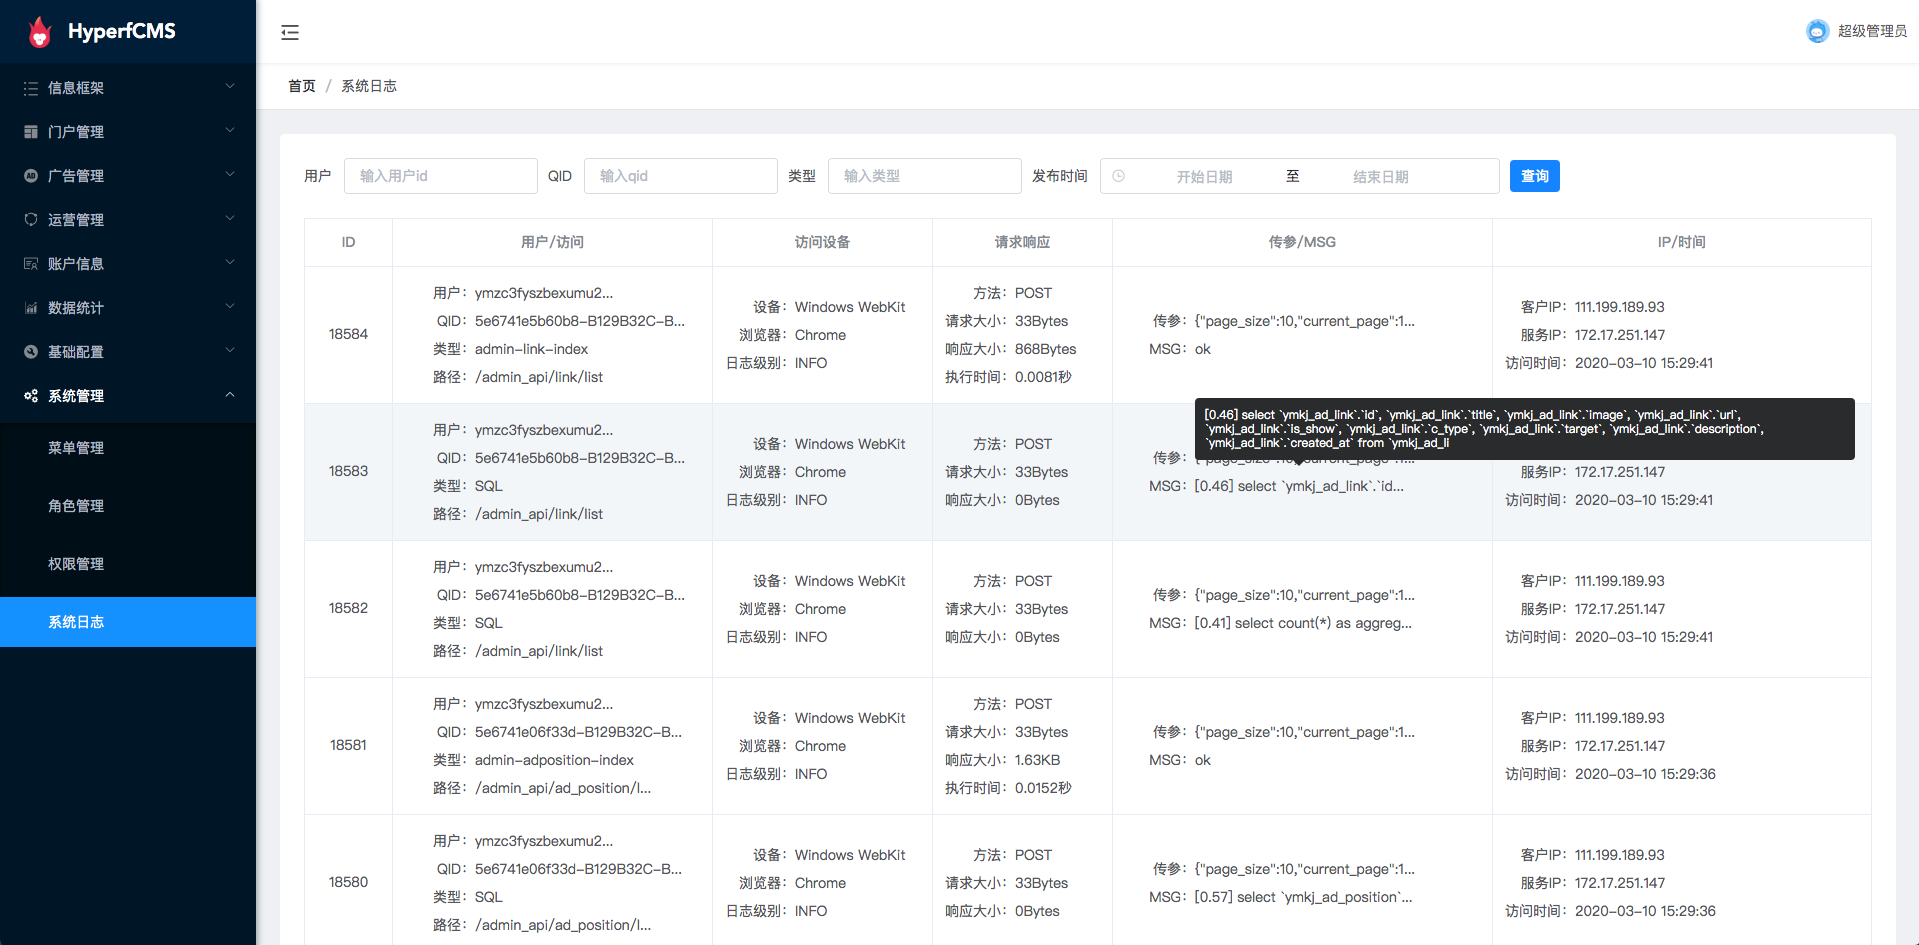 HyperfCMS
超级管理员
首页 / 系统日志
信息框架
门户管理
广告管理
运营管理
账户信息
数据统计
基础配置
系统管理
菜单管理
角色管理
权限管理
系统日志
用户 输入用户id QID 输入qid 类型 输入类型 发布时间 开始日期 至 结束日期 查询
ID 用户/访问 访问设备 请求响应 传参/MSG IP/时间
18584
用户：ymzc3fyszbexumu2...
QID：5e6741e5b60b8-B129B32C-B...
类型：admin-link-index
路径：/admin_api/link/list
设备：Windows WebKit
浏览器：Chrome
日志级别：INFO
方法：POST
请求大小：33Bytes
响应大小：868Bytes
执行时间：0.0081秒
传参：{"page_size":10,"current_page":1...
MSG：ok
客户IP：111.199.189.93
服务IP：172.17.251.147
访问时间：2020-03-10 15:29:41
18583
用户：ymzc3fyszbexumu2...
QID：5e6741e5b60b8-B129B32C-B...
类型：SQL
路径：/admin_api/link/list
设备：Windows WebKit
浏览器：Chrome
日志级别：INFO
方法：POST
请求大小：33Bytes
响应大小：0Bytes
[0.46] select `ymkj_ad_link`.`id`, `ymkj_ad_link`.`title`, `ymkj_ad_link`.`image`, `ymkj_ad_link`.`url`,
`ymkj_ad_link`.`is_show`, `ymkj_ad_link`.`c_type`, `ymkj_ad_link`.`target`, `ymkj_ad_link`.`description`,
`ymkj_ad_link`.`created_at` from `ymkj_ad_li
传参：{"page_size":10,"current_page":1...
MSG：[0.46] select `ymkj_ad_link`.`id...
服务IP：172.17.251.147
访问时间：2020-03-10 15:29:41
18582
用户：ymzc3fyszbexumu2...
QID：5e6741e5b60b8-B129B32C-B...
类型：SQL
路径：/admin_api/link/list
设备：Windows WebKit
浏览器：Chrome
日志级别：INFO
方法：POST
请求大小：33Bytes
响应大小：0Bytes
传参：{"page_size":10,"current_page":1...
MSG：[0.41] select count(*) as aggreg...
客户IP：111.199.189.93
服务IP：172.17.251.147
访问时间：2020-03-10 15:29:41
18581
用户：ymzc3fyszbexumu2...
QID：5e6741e06f33d-B129B32C-B...
类型：admin-adposition-index
路径：/admin_api/ad_position/l...
设备：Windows WebKit
浏览器：Chrome
日志级别：INFO
方法：POST
请求大小：33Bytes
响应大小：1.63KB
执行时间：0.0152秒
传参：{"page_size":10,"current_page":1...
MSG：ok
客户IP：111.199.189.93
服务IP：172.17.251.147
访问时间：2020-03-10 15:29:36
18580
用户：ymzc3fyszbexumu2...
QID：5e6741e06f33d-B129B32C-B...
类型：SQL
路径：/admin_api/ad_position/l...
设备：Windows WebKit
浏览器：Chrome
日志级别：INFO
方法：POST
请求大小：33Bytes
响应大小：0Bytes
传参：{"page_size":10,"current_page":1...
MSG：[0.57] select `ymkj_ad_position`...
客户IP：111.199.189.93
服务IP：172.17.251.147
访问时间：2020-03-10 15:29:36